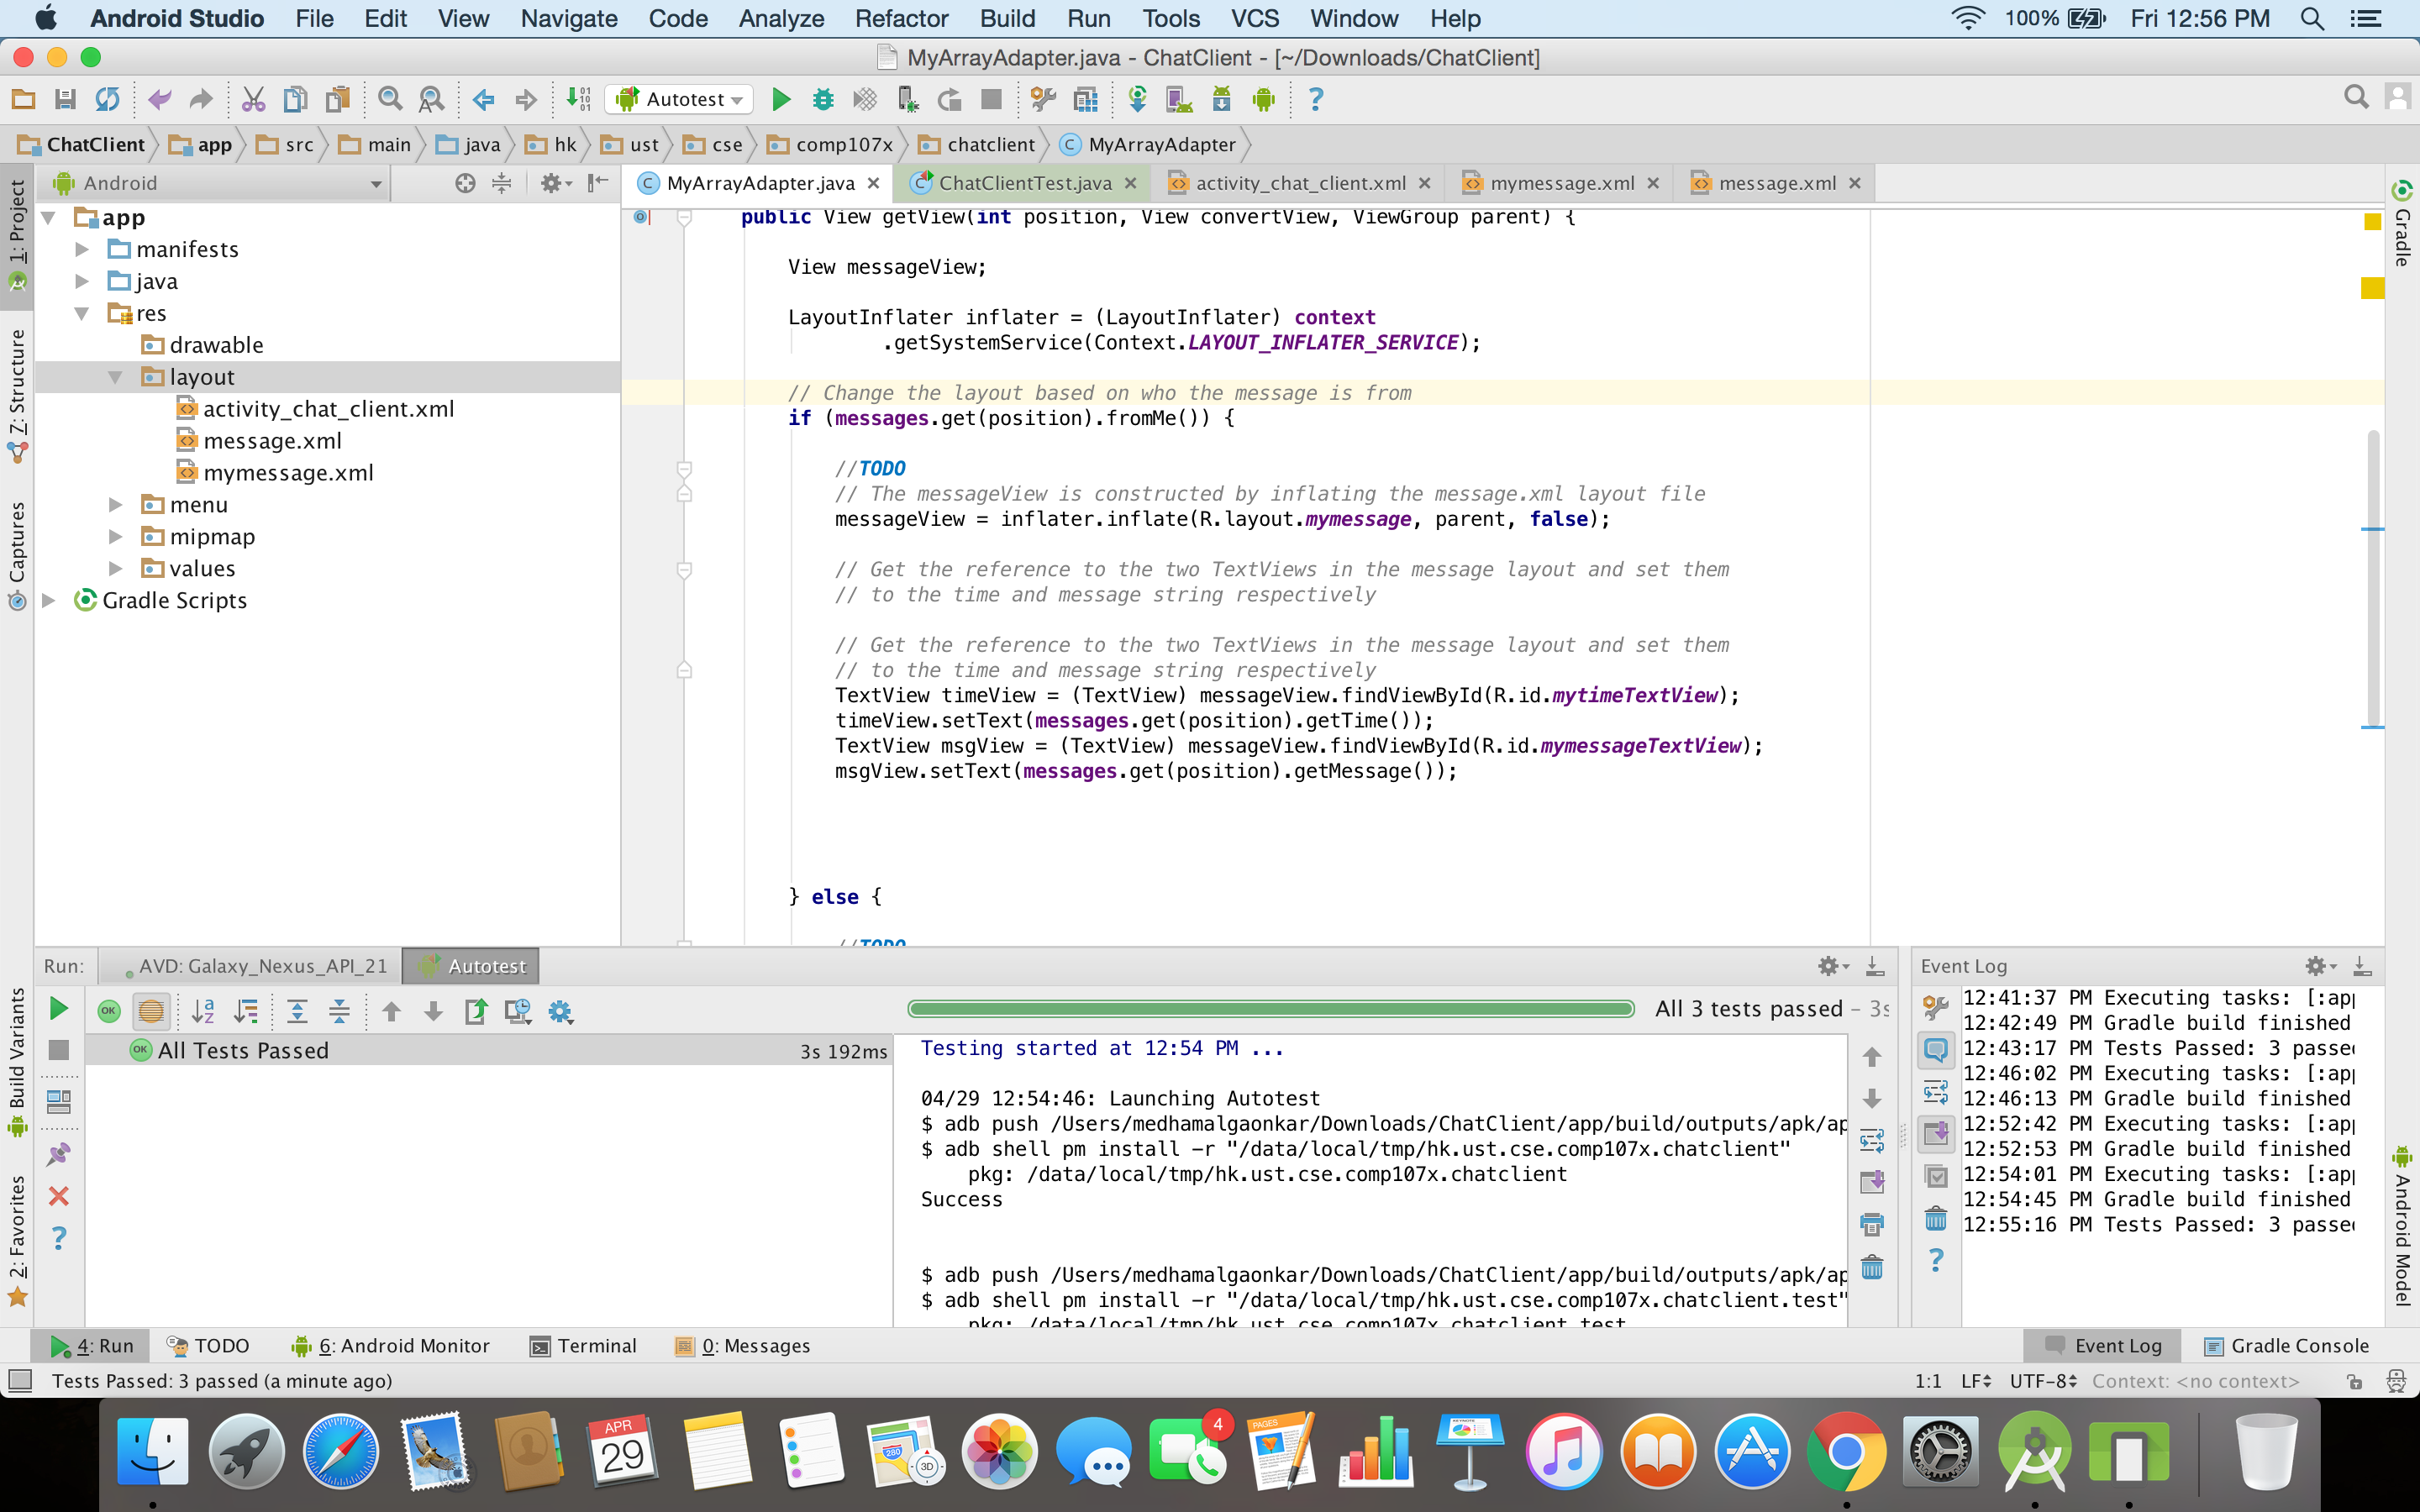 Android Studio File Edit View Navigate Code Analyze Refactor Build Run Tools VCS Window Help 100% Fri 12:56 PM
MyArrayAdapter.java - ChatClient - [~/Downloads/ChatClient]
Autotest
ChatClient app src main java hk ust cse comp107x chatclient MyArrayAdapter
1: Project
Z: Structure
Captures
Build Variants
2: Favorites
Android
app
manifests
java
res
drawable
layout
activity_chat_client.xml
message.xml
mymessage.xml
menu
mipmap
values
Gradle Scripts
MyArrayAdapter.java ChatClientTest.java activity_chat_client.xml mymessage.xml message.xml
public View getView(int position, View convertView, ViewGroup parent) {
View messageView;
LayoutInflater inflater = (LayoutInflater) context
.getSystemService(Context.LAYOUT_INFLATER_SERVICE);
// Change the layout based on who the message is from
if (messages.get(position).fromMe()) {
//TODO
// The messageView is constructed by inflating the message.xml layout file
messageView = inflater.inflate(R.layout.mymessage, parent, false);
// Get the reference to the two TextViews in the message layout and set them
// to the time and message string respectively
// Get the reference to the two TextViews in the message layout and set them
// to the time and message string respectively
TextView timeView = (TextView) messageView.findViewById(R.id.mytimeTextView);
timeView.setText(messages.get(position).getTime());
TextView msgView = (TextView) messageView.findViewById(R.id.mymessageTextView);
msgView.setText(messages.get(position).getMessage());
} else {
//TODO
Gradle
Android Model
Run: AVD: Galaxy_Nexus_API_21 Autotest
All 3 tests passed – 3s
All Tests Passed 3s 192ms
Testing started at 12:54 PM ...
04/29 12:54:46: Launching Autotest
$ adb push /Users/medhamalgaonkar/Downloads/ChatClient/app/build/outputs/apk/ap
$ adb shell pm install -r "/data/local/tmp/hk.ust.cse.comp107x.chatclient"
pkg: /data/local/tmp/hk.ust.cse.comp107x.chatclient
Success
$ adb push /Users/medhamalgaonkar/Downloads/ChatClient/app/build/outputs/apk/ap
$ adb shell pm install -r "/data/local/tmp/hk.ust.cse.comp107x.chatclient.test"
pkg: /data/local/tmp/hk.ust.cse.comp107x.chatclient.test
Event Log
12:41:37 PM Executing tasks: [:app
12:42:49 PM Gradle build finished
12:43:17 PM Tests Passed: 3 passe
12:46:02 PM Executing tasks: [:app
12:46:13 PM Gradle build finished
12:52:42 PM Executing tasks: [:app
12:52:53 PM Gradle build finished
12:54:01 PM Executing tasks: [:app
12:54:45 PM Gradle build finished
12:55:16 PM Tests Passed: 3 passe
4: Run TODO 6: Android Monitor Terminal 0: Messages Event Log Gradle Console
Tests Passed: 3 passed (a minute ago) 1:1 LF UTF-8 Context: <no context>
APR
29
280
3D
4
PAGES